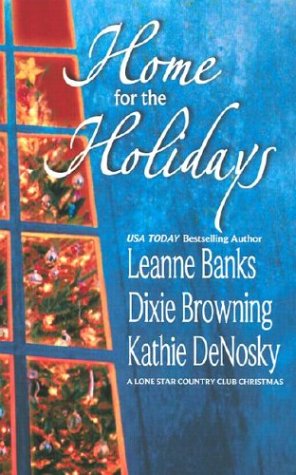 Home
for the
Holidays
USA TODAY Bestselling Author
Leanne Banks
Dixie Browning
Kathie DeNosky
A LONE STAR COUNTRY CLUB CHRISTMAS